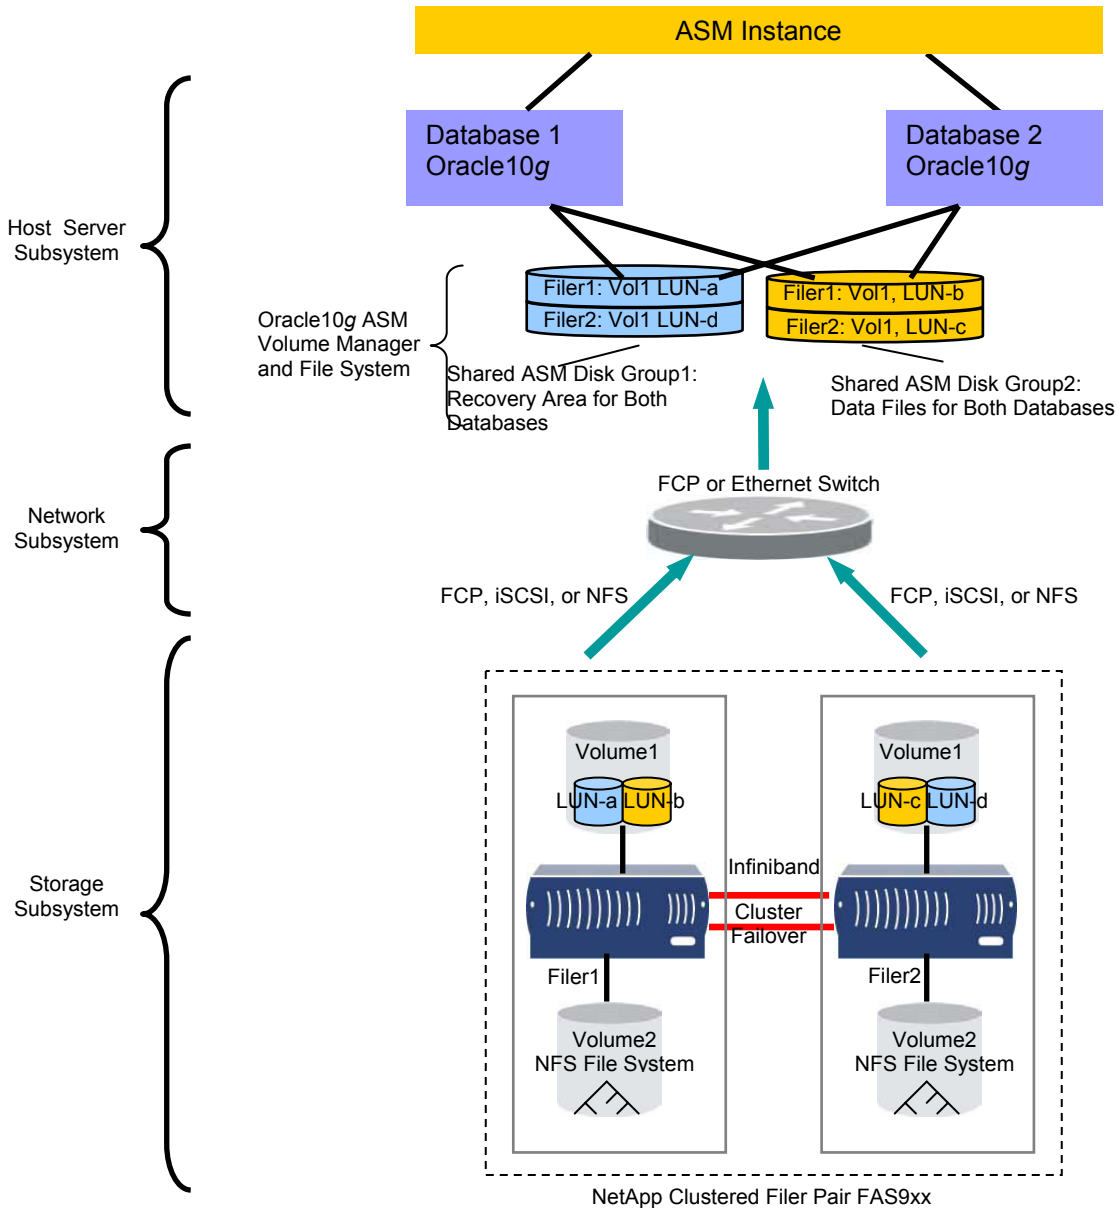 ASM Instance
Database 1
Oracle10g
Database 2
Oracle10g
Host Server
Subsystem
Filer1: Vol1 LUN-a
Filer2: Vol1 LUN-d
Filer1: Vol1, LUN-b
Filer2: Vol1, LUN-c
Oracle10g ASM
Volume Manager
and File System
Shared ASM Disk Group1:
Recovery Area for Both
Databases
Shared ASM Disk Group2:
Data Files for Both Databases
FCP or Ethernet Switch
Network
Subsystem
FCP, iSCSI, or NFS
FCP, iSCSI, or NFS
Volume1
LUN-a
LUN-b
Volume1
LUN-c
LUN-d
Storage
Subsystem
Infiniband
Cluster
Failover
Filer1
Filer2
Volume2
NFS File System
Volume2
NFS File System
NetApp Clustered Filer Pair FAS9xx